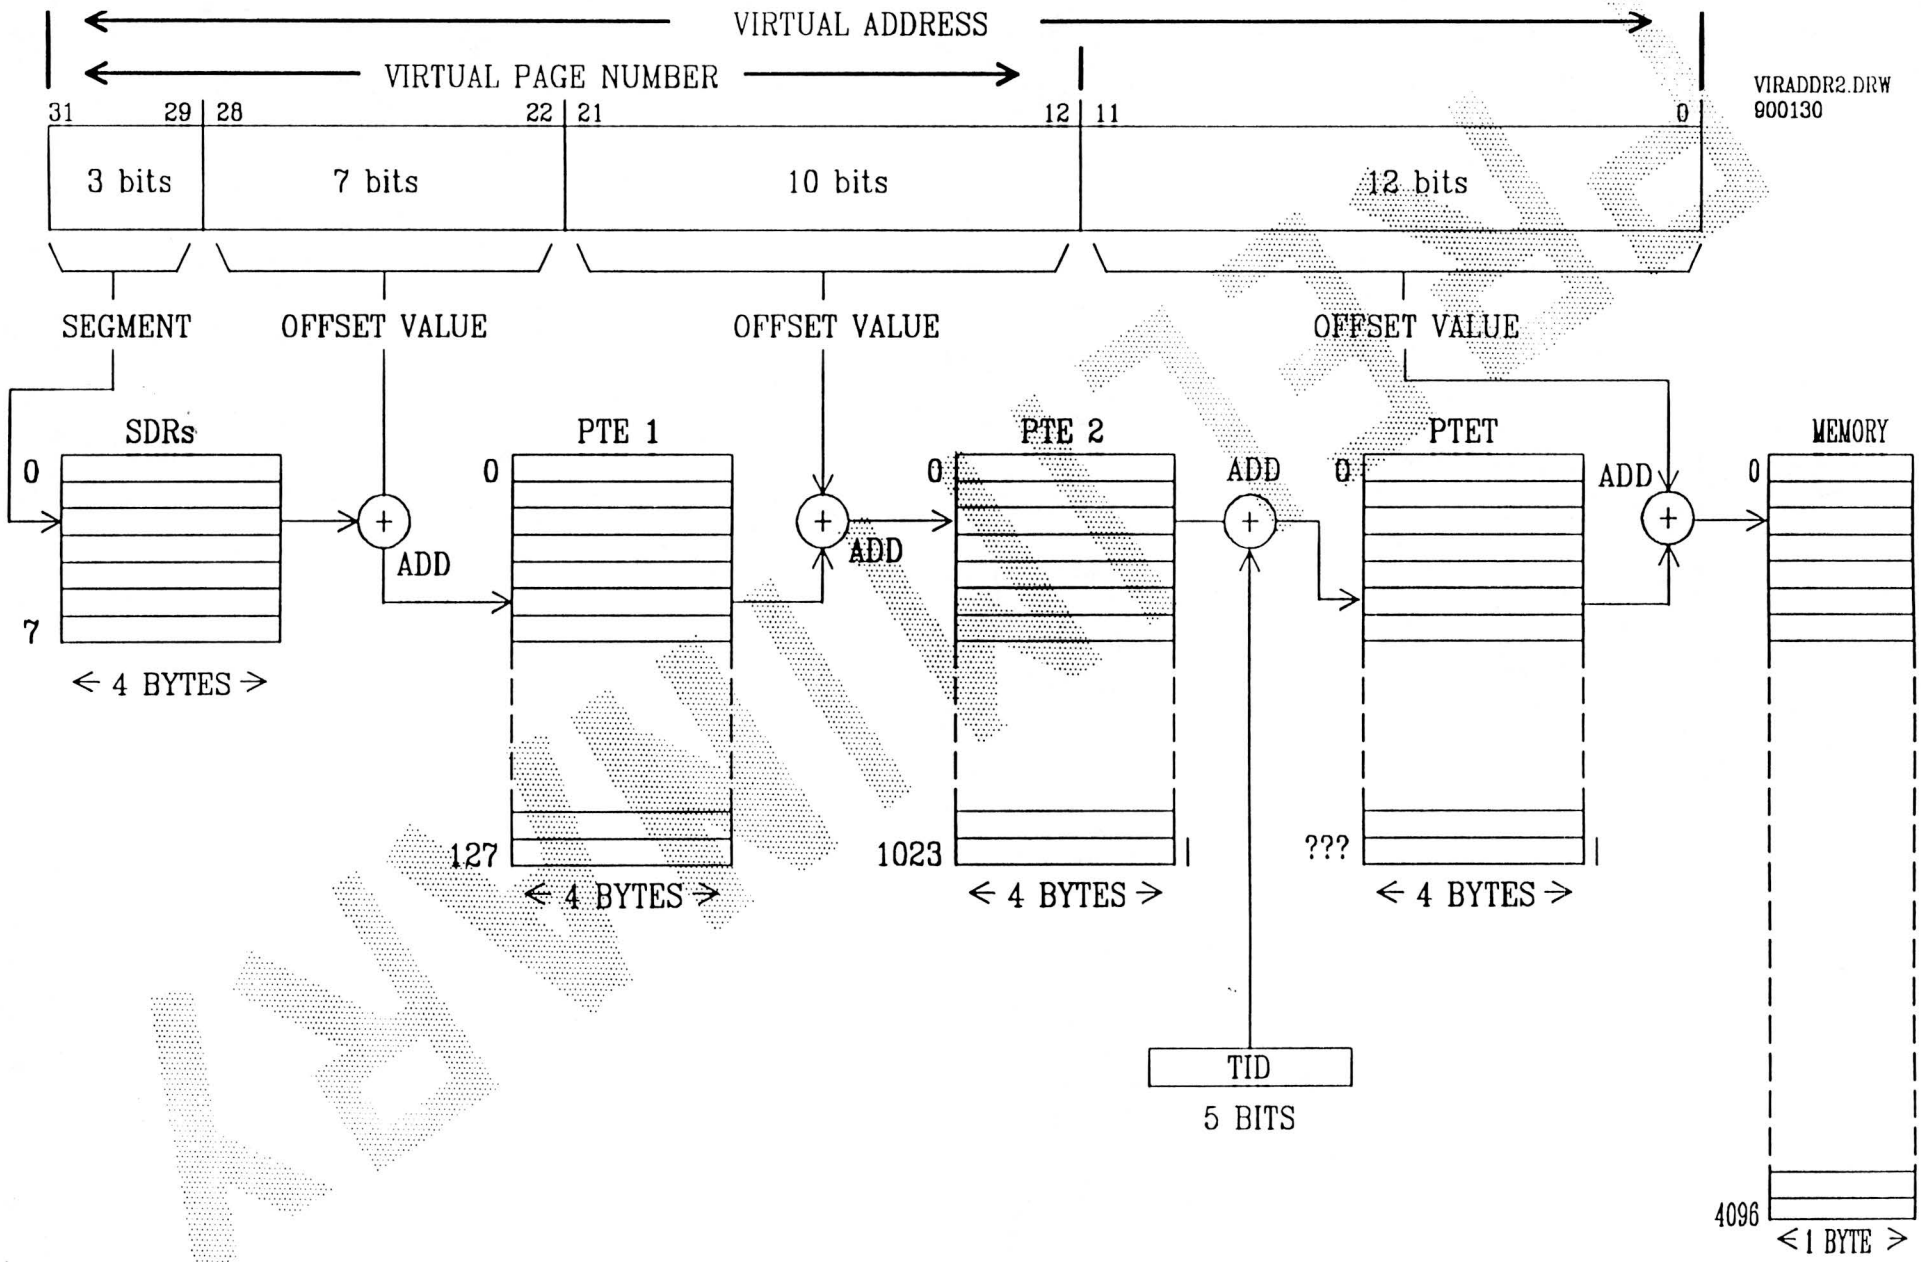 VIRTUAL ADDRESS
VIRTUAL PAGE NUMBER
VIRADDR2.DRW
900130
31 29 28 22 21 12 11 0
3 bits 7 bits 10 bits 12 bits
SEGMENT OFFSET VALUE OFFSET VALUE OFFSET VALUE
SDRs PTE 1 PTE 2 PTET MEMORY
0 0 0 ADD 0 ADD 0
+ + + +
ADD ADD
7
4 BYTES
127 1023 ??? 
4 BYTES 4 BYTES 4 BYTES
TID
5 BITS
4096
1 BYTE
PRELIMINARY